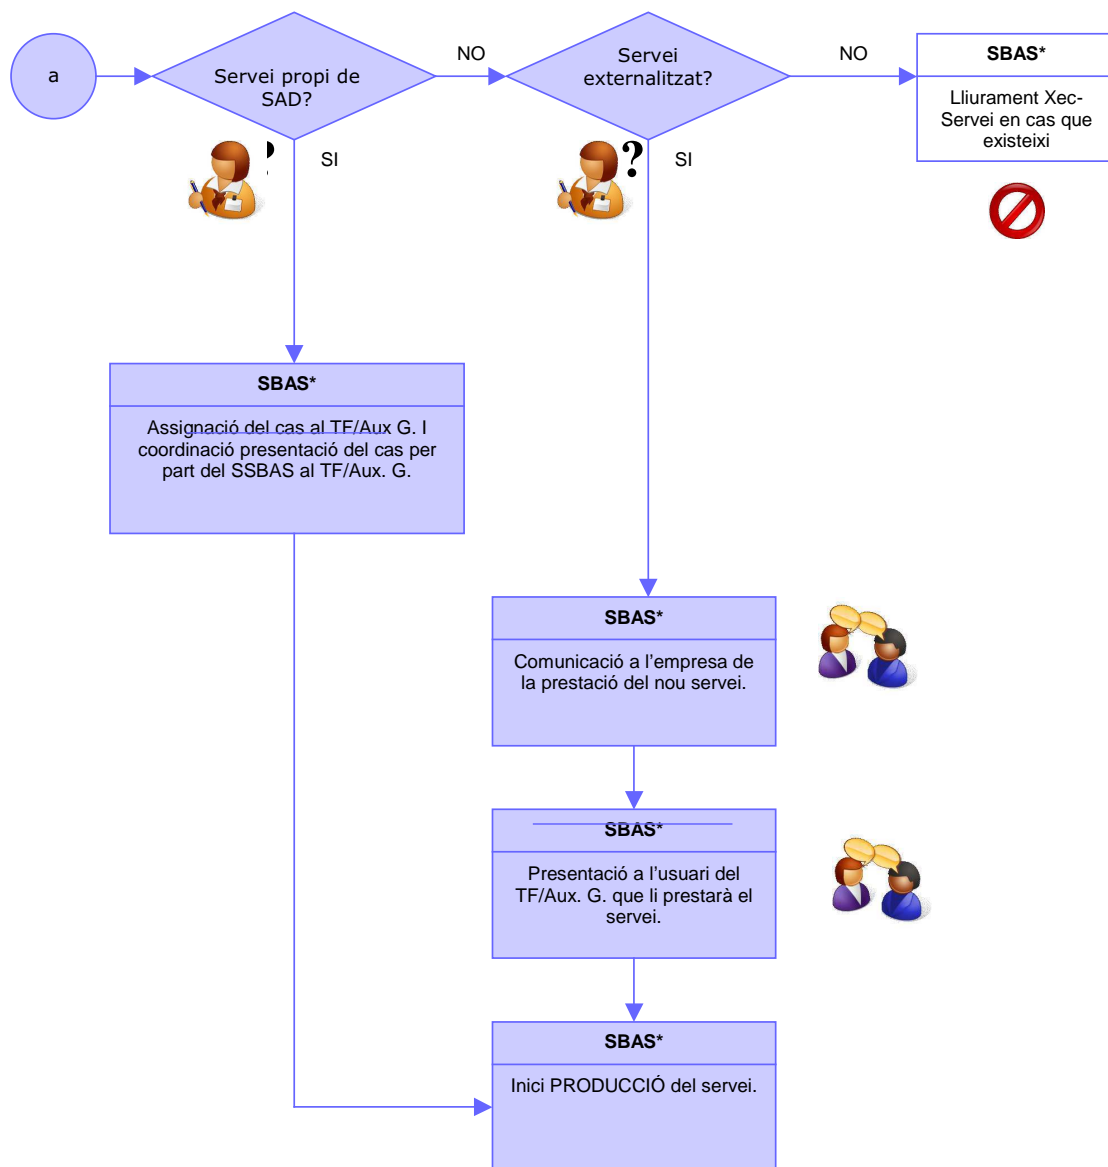 a
Servei propi de
SAD?
NO
Servei
externalitzat?
NO
SBAS*
Lliurament Xec-
Servei en cas que
existeixi
?
SI
?
SI
SBAS*
Assignació del cas al TF/Aux G. I
coordinació presentació del cas per
part del SSBAS al TF/Aux. G.
SBAS*
Comunicació a l’empresa de
la prestació del nou servei.
SBAS*
Presentació a l’usuari del
TF/Aux. G. que li prestarà el
servei.
SBAS*
Inici PRODUCCIÓ del servei.